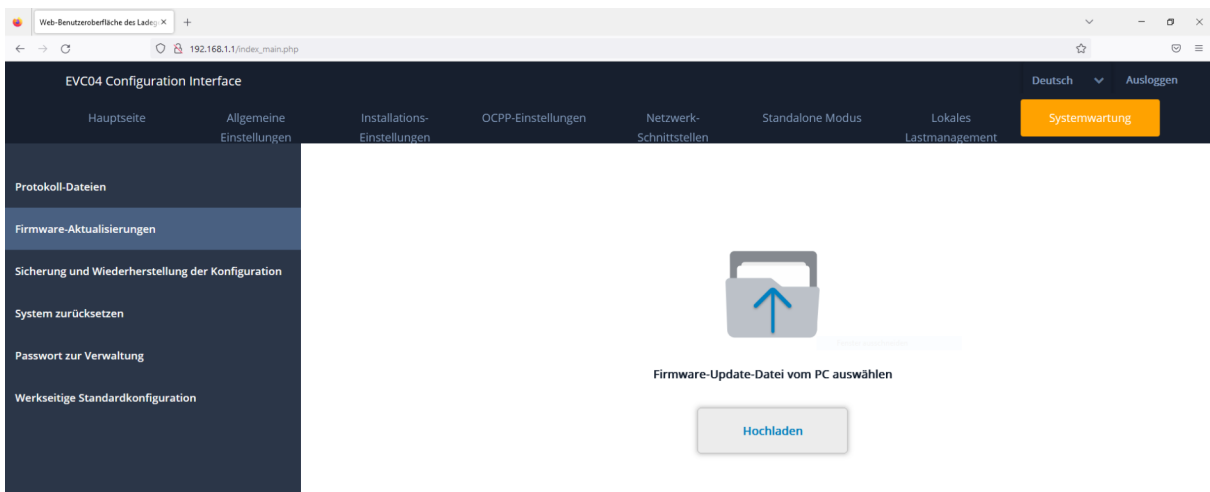 Web-Benutzeroberfläche des Ladeg
192.168.1.1/index_main.php
EVC04 Configuration Interface
Deutsch
Ausloggen
Hauptseite
Allgemeine
Einstellungen
Installations-
Einstellungen
OCPP-Einstellungen
Netzwerk-
Schnittstellen
Standalone Modus
Lokales
Lastmanagement
Systemwartung
Protokoll-Dateien
Firmware-Aktualisierungen
Sicherung und Wiederherstellung der Konfiguration
System zurücksetzen
Passwort zur Verwaltung
Werkseitige Standardkonfiguration
Firmware-Update-Datei vom PC auswählen
Hochladen